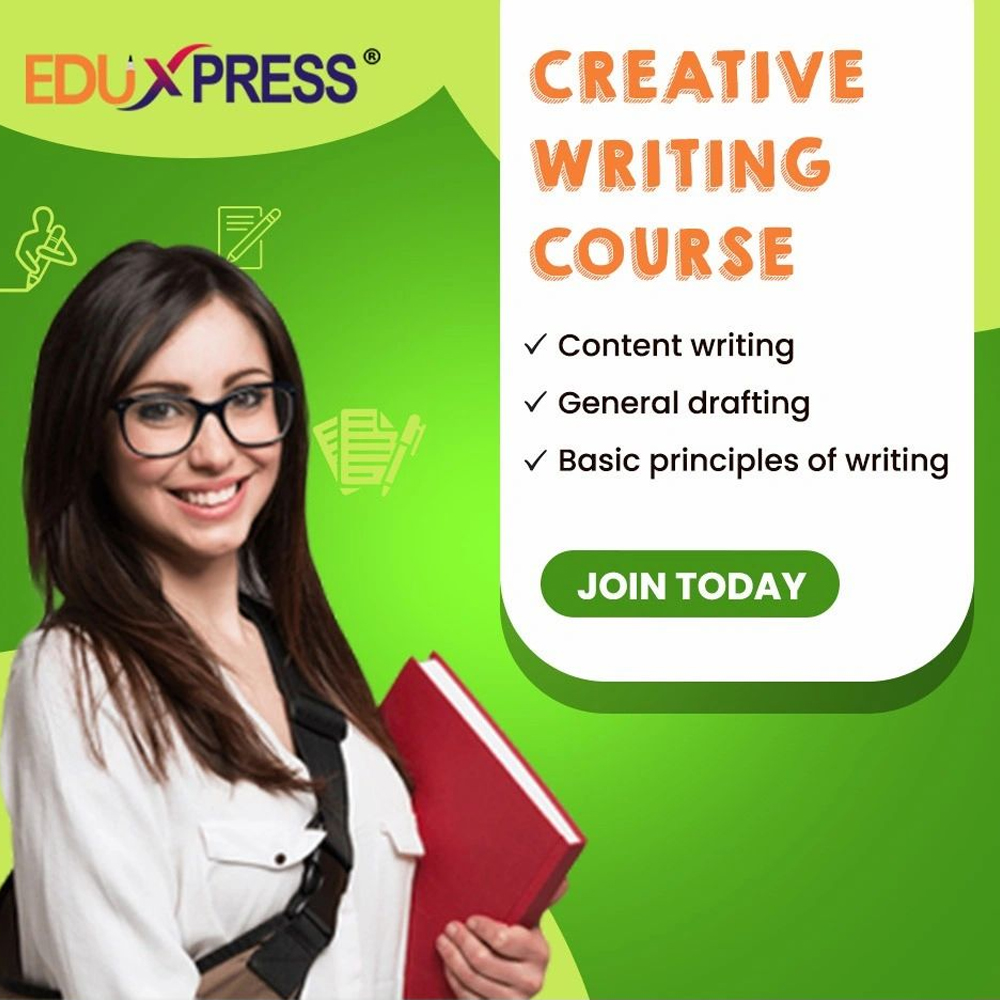 EDUXPRESS®
CREATIVE
WRITING
COURSE
✓ Content writing
✓ General drafting
✓ Basic principles of writing
JOIN TODAY